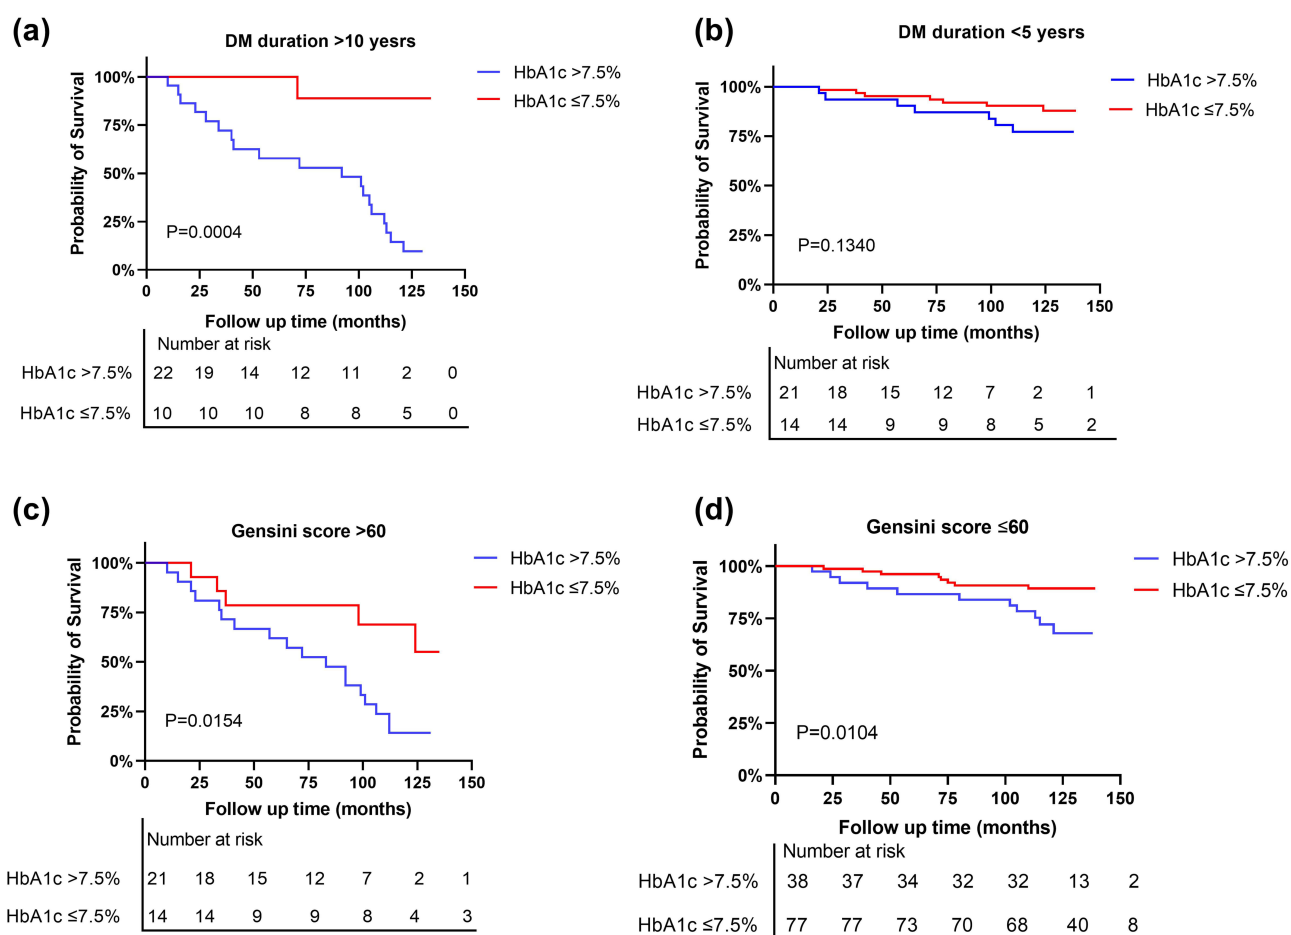 (a)
DM duration >10 yesrs
HbA1c >7.5%
HbA1c ≤7.5%
Probability of Survival
100%
75%
50%
25%
0%
P=0.0004
0 25 50 75 100 125 150
Follow up time (months)
Number at risk
HbA1c >7.5% 22 19 14 12 11 2 0
HbA1c ≤7.5% 10 10 10 8 8 5 0
(b)
DM duration <5 yesrs
HbA1c >7.5%
HbA1c ≤7.5%
Probability of Survival
100%
75%
50%
25%
0%
P=0.1340
0 25 50 75 100 125 150
Follow up time (months)
Number at risk
HbA1c >7.5% 21 18 15 12 7 2 1
HbA1c ≤7.5% 14 14 9 9 8 5 2
(c)
Gensini score >60
HbA1c >7.5%
HbA1c ≤7.5%
Probability of Survival
100%
75%
50%
25%
0%
P=0.0154
0 25 50 75 100 125 150
Follow up time (months)
Number at risk
HbA1c >7.5% 21 18 15 12 7 2 1
HbA1c ≤7.5% 14 14 9 9 8 4 3
(d)
Gensini score ≤60
HbA1c >7.5%
HbA1c ≤7.5%
Probability of Survival
100%
75%
50%
25%
0%
P=0.0104
0 25 50 75 100 125 150
Follow up time (months)
Number at risk
HbA1c >7.5% 38 37 34 32 32 13 2
HbA1c ≤7.5% 77 77 73 70 68 40 8